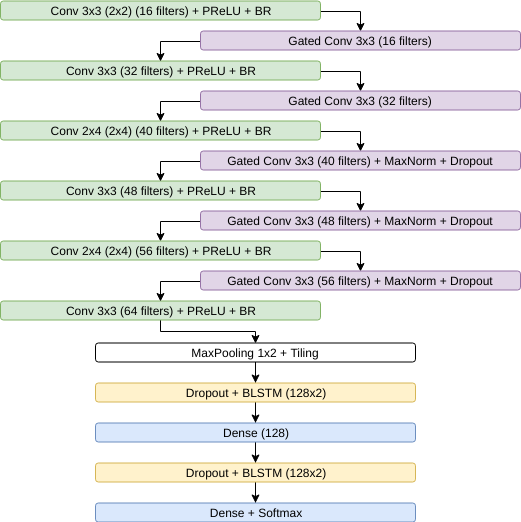 Conv 3x3 (2x2) (16 filters) + PReLU + BR
Gated Conv 3x3 (16 filters)
Conv 3x3 (32 filters) + PReLU + BR
Gated Conv 3x3 (32 filters)
Conv 2x4 (2x4) (40 filters) + PReLU + BR
Gated Conv 3x3 (40 filters) + MaxNorm + Dropout
Conv 3x3 (48 filters) + PReLU + BR
Gated Conv 3x3 (48 filters) + MaxNorm + Dropout
Conv 2x4 (2x4) (56 filters) + PReLU + BR
Gated Conv 3x3 (56 filters) + MaxNorm + Dropout
Conv 3x3 (64 filters) + PReLU + BR
MaxPooling 1x2 + Tiling
Dropout + BLSTM (128x2)
Dense (128)
Dropout + BLSTM (128x2)
Dense + Softmax